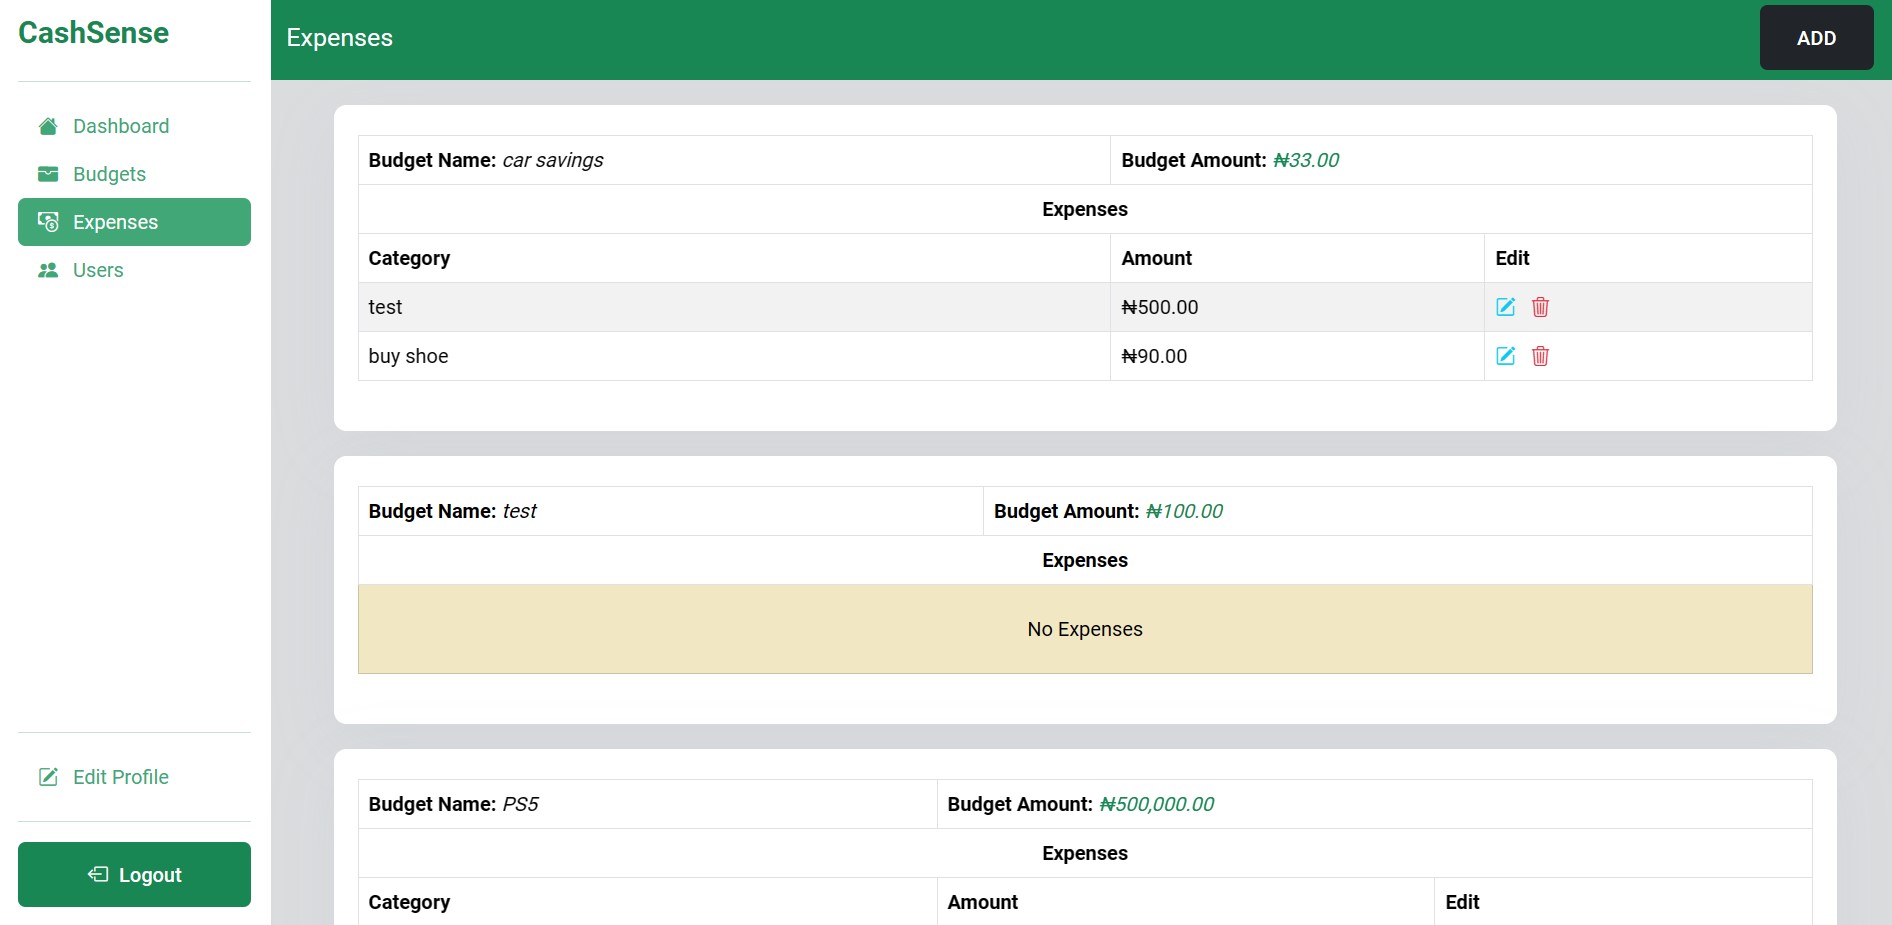 CashSense
Expenses
ADD
Dashboard
Budgets
Expenses
Users
Edit Profile
Logout
Budget Name: car savings
Budget Amount: ₦33.00
Expenses
Category Amount Edit
test ₦500.00
buy shoe ₦90.00
Budget Name: test
Budget Amount: ₦100.00
Expenses
No Expenses
Budget Name: PS5
Budget Amount: ₦500,000.00
Expenses
Category Amount Edit